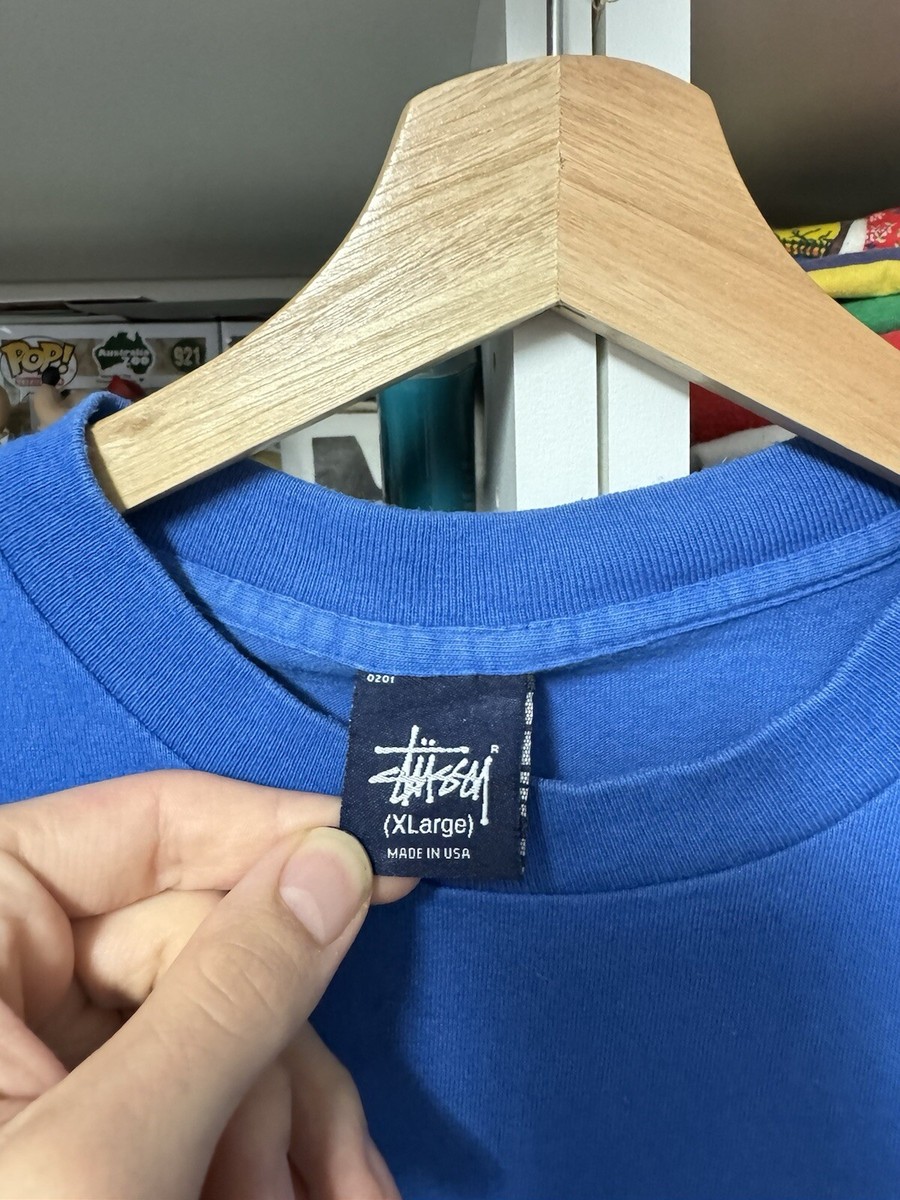 POP!
Australia
ZOO
921
0201
Stüssy
R
(XLarge)
MADE IN USA